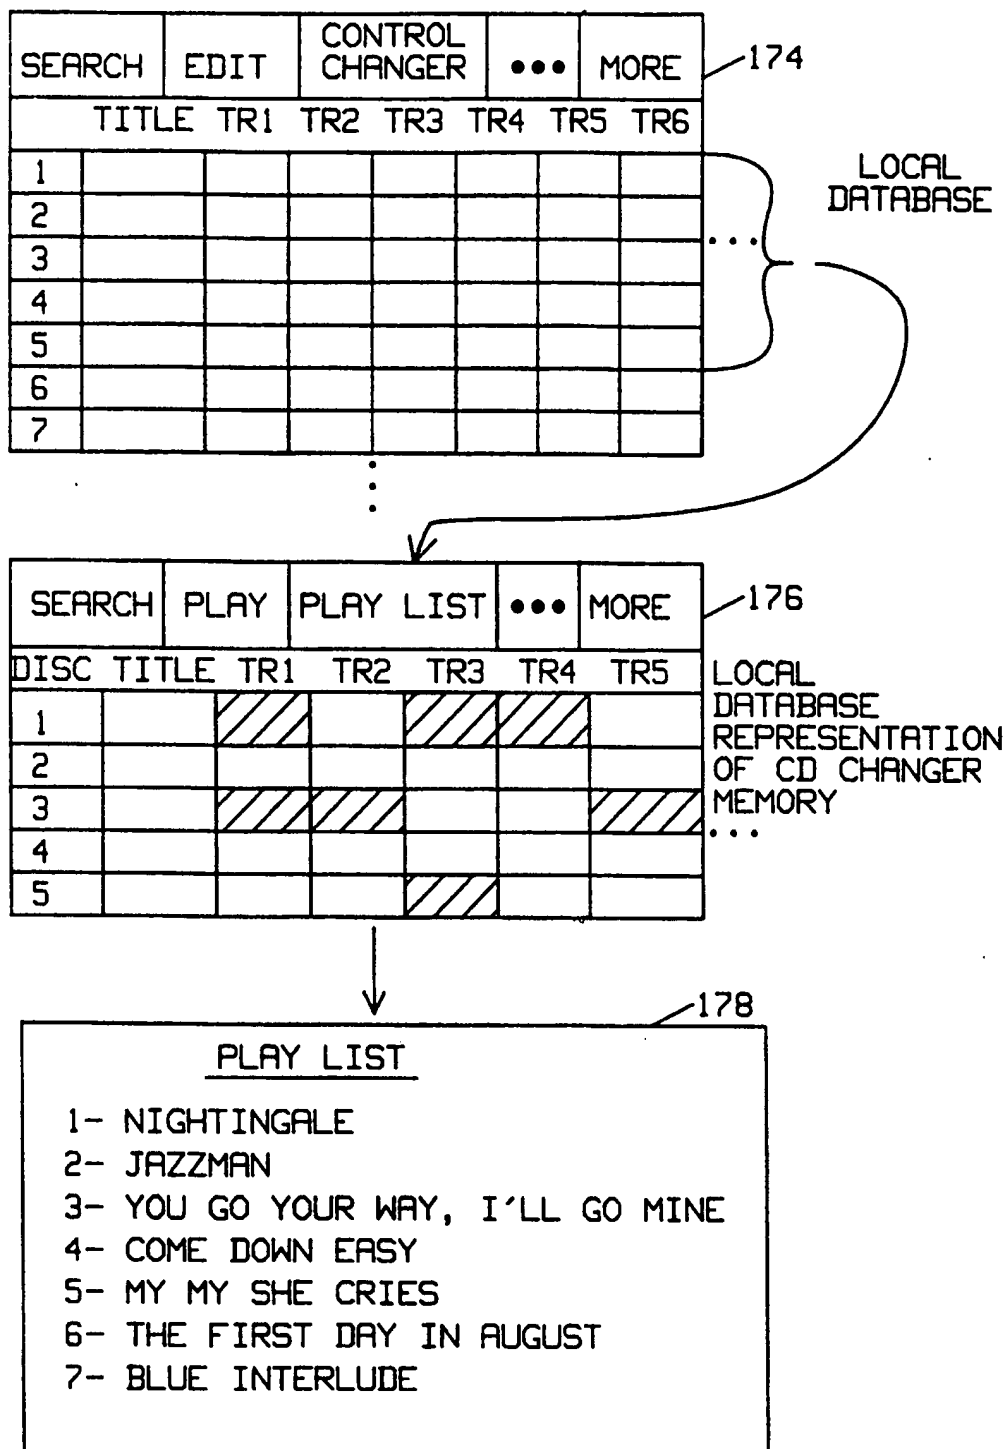 SEARCH EDIT CONTROL CHANGER ••• MORE
174
TITLE TR1 TR2 TR3 TR4 TR5 TR6
1
2
3
4
5
6
7
LOCAL
DATABASE
SEARCH PLAY PLAY LIST ••• MORE
176
DISC TITLE TR1 TR2 TR3 TR4 TR5
1
2
3
4
5
LOCAL
DATABASE
REPRESENTATION
OF CD CHANGER
MEMORY
178
PLAY LIST
1- NIGHTINGALE
2- JAZZMAN
3- YOU GO YOUR WAY, I'LL GO MINE
4- COME DOWN EASY
5- MY MY SHE CRIES
6- THE FIRST DAY IN AUGUST
7- BLUE INTERLUDE